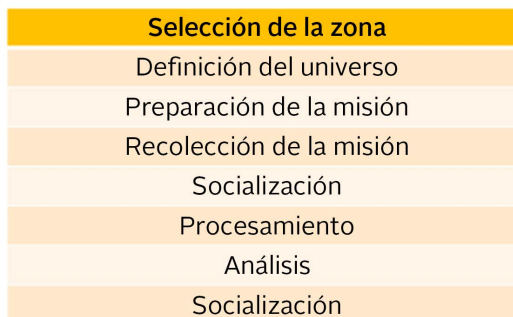 Selección de la zona
Definición del universo
Preparación de la misión
Recolección de la misión
Socialización
Procesamiento
Análisis
Socialización